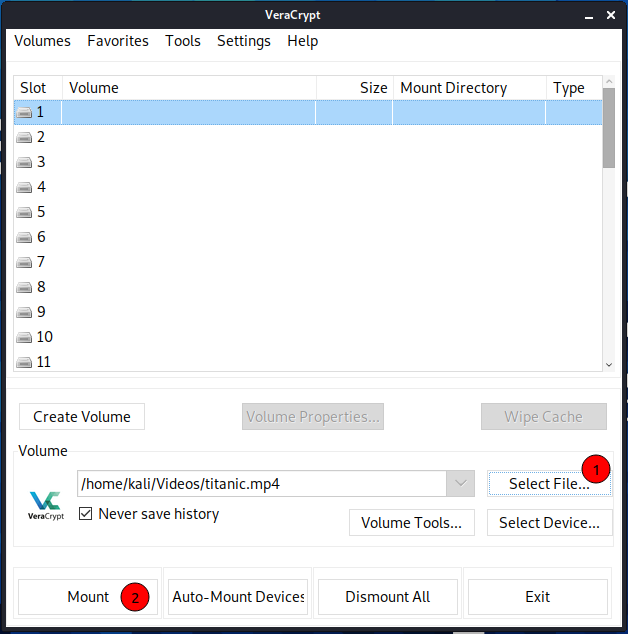 VeraCrypt
Volumes Favorites Tools Settings Help
Slot Volume Size Mount Directory Type
1
2
3
4
5
6
7
8
9
10
11
Create Volume Volume Properties... Wipe Cache
Volume
1
/home/kali/Videos/titanic.mp4 Select File...
VeraCrypt
Never save history
Volume Tools... Select Device...
Mount 2 Auto-Mount Devices Dismount All Exit